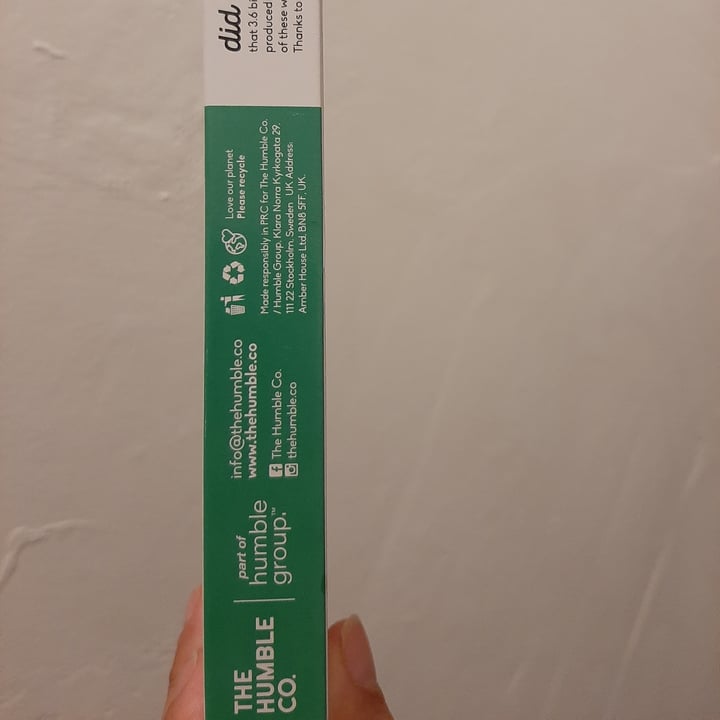 THE
HUMBLE
CO.
part of
humble
group.™
info@thehumble.co
www.thehumble.co
The Humble Co.
thehumble.co
Love our planet
Please recycle
Made responsibly in PRC for The Humble Co.
/ Humble Group. Klara Norra Kyrkogata 29.
111 22 Stockholm. Sweden UK Address:
Amber House Ltd. BN8 5FF, UK.
did
that 3.6 bi
produced
of these w
Thanks to